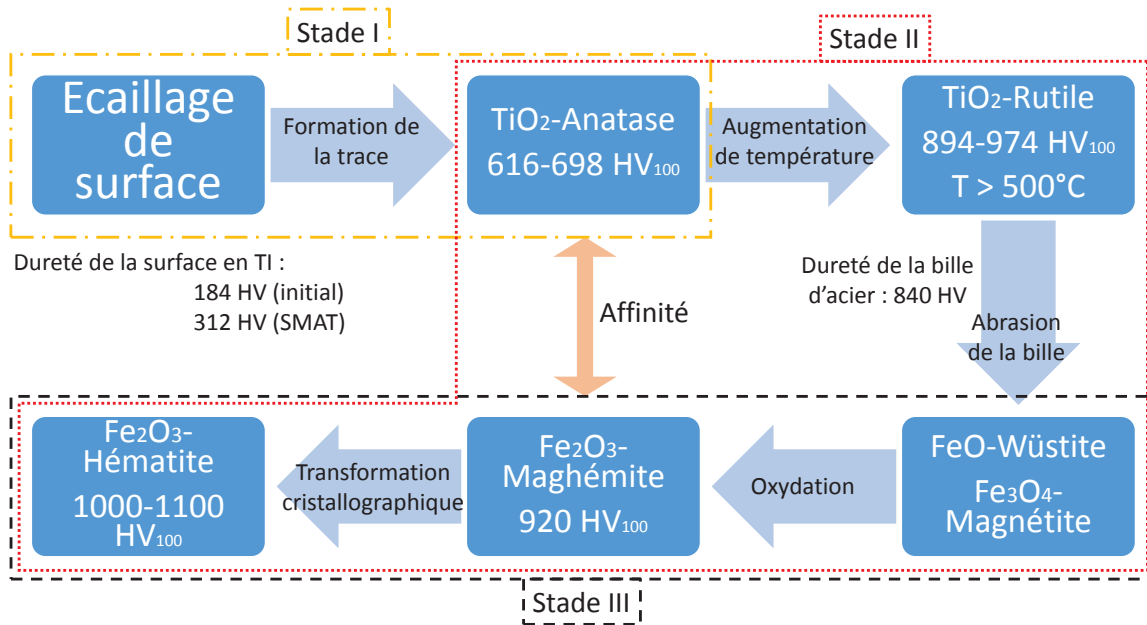 Stade I
Stade II
Ecaillage
de
surface
Formation de
la trace
TiO₂-Anatase
616-698 HV₁₀₀
Augmentation
de température
TiO₂-Rutile
894-974 HV₁₀₀
T > 500°C
Dureté de la surface en TI :
184 HV (initial)
312 HV (SMAT)
Affinité
Dureté de la bille
d'acier : 840 HV
Abrasion
de la bille
Fe₂O₃-
Hématite
1000-1100
HV₁₀₀
Transformation
cristallographique
Fe₂O₃-
Maghémite
920 HV₁₀₀
Oxydation
FeO-Wüstite
Fe₃O₄-
Magnétite
Stade III